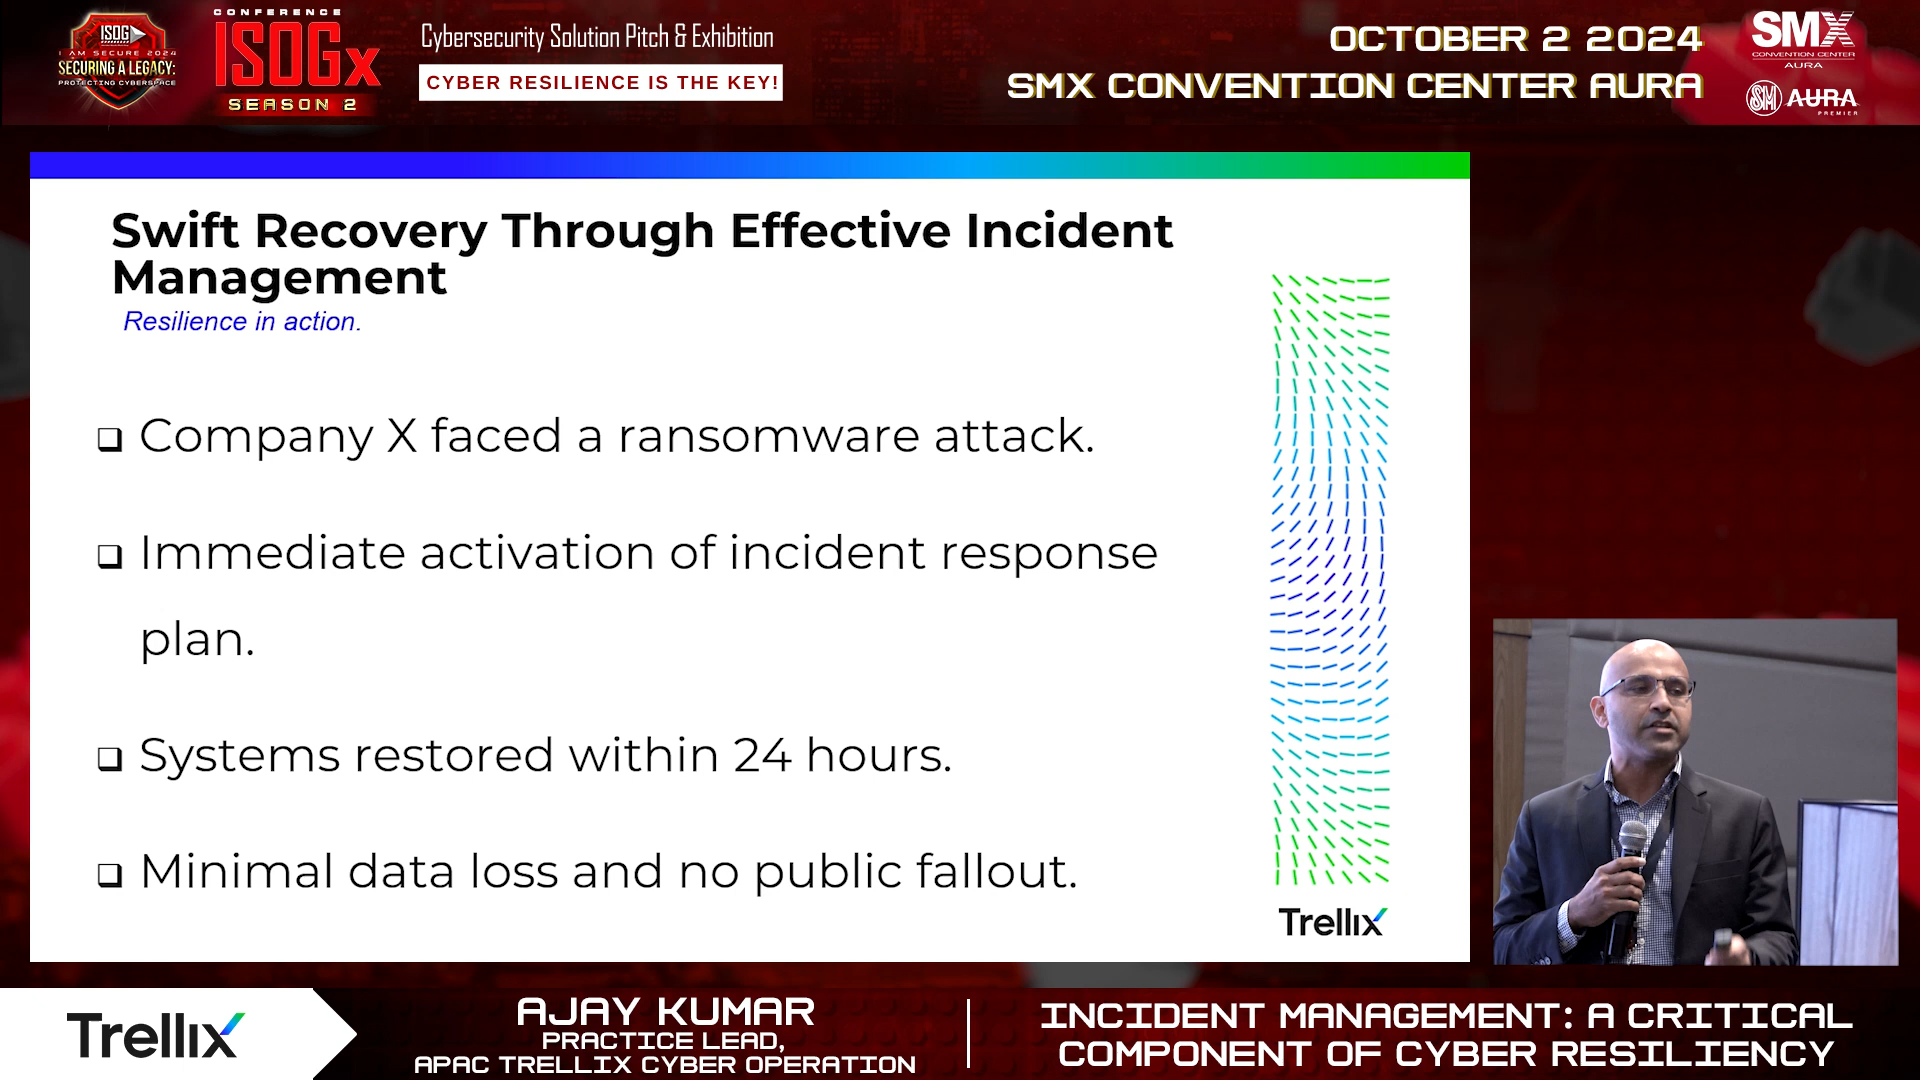 ISOG
I AM SECURE 2024
SECURING A LEGACY:
PROTECTING CYBERSPACE
CONFERENCE
ISOGx
SEASON 2
Cybersecurity Solution Pitch & Exhibition
CYBER RESILIENCE IS THE KEY!
OCTOBER 2 2024
SMX CONVENTION CENTER AURA
SMX
CONVENTION CENTER
AURA
SM AURA
PREMIER
Swift Recovery Through Effective Incident
Management
Resilience in action.
❑ Company X faced a ransomware attack.
❑ Immediate activation of incident response
plan.
❑ Systems restored within 24 hours.
❑ Minimal data loss and no public fallout.
Trellix
Trellix
AJAY KUMAR
PRACTICE LEAD,
APAC TRELLIX CYBER OPERATION
INCIDENT MANAGEMENT: A CRITICAL
COMPONENT OF CYBER RESILIENCY